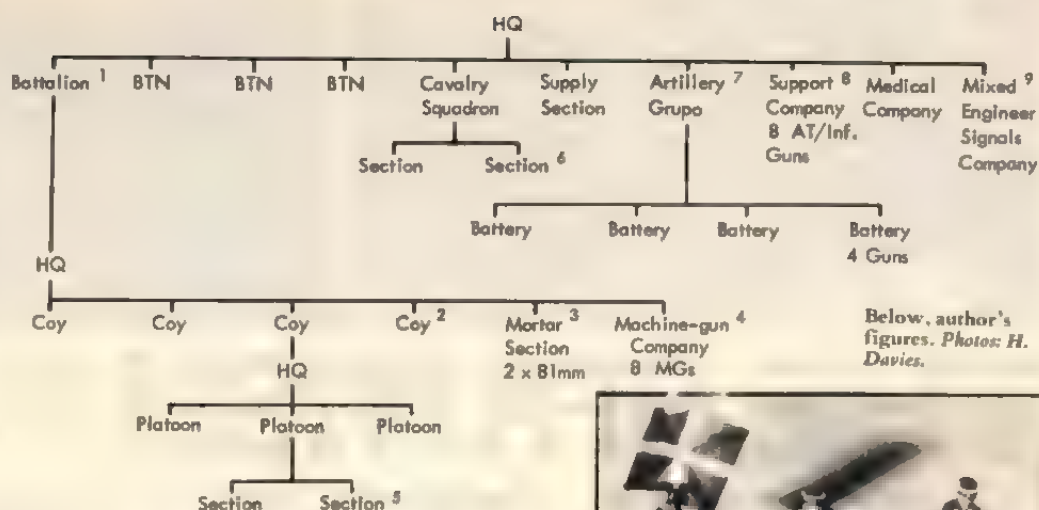 HQ
Battalion 1 BTN BTN BTN Cavalry Squadron Supply Section Artillery 7 Grupo Support 8 Company 8 AT/Inf. Guns Medical Company Mixed 9 Engineer Signals Company
Section Section 6
Battery Battery Battery Battery 4 Guns
HQ
Coy Coy Coy Coy 2 Mortar 3 Section 2 x 81mm Machine-gun 4 Company 8 MGs
HQ
Platoon Platoon Platoon
Section Section 5
Below, author's
figures. Photos: H.
Davies.